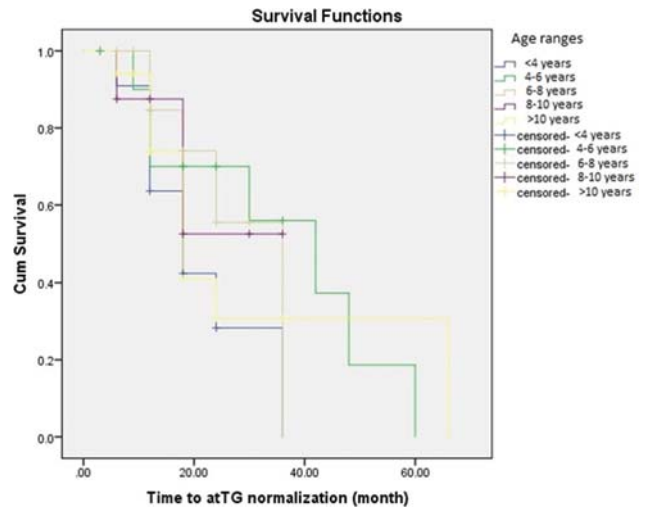 Survival Functions
Age ranges
<4 years
4-6 years
6-8 years
8-10 years
>10 years
censored- <4 years
censored- 4-6 years
censored- 6-8 years
censored- 8-10 years
censored- >10 years
1.0
0.8
0.6
0.4
0.2
0.0
Cum Survival
.00
20.00
40.00
60.00
Time to atTG normalization (month)